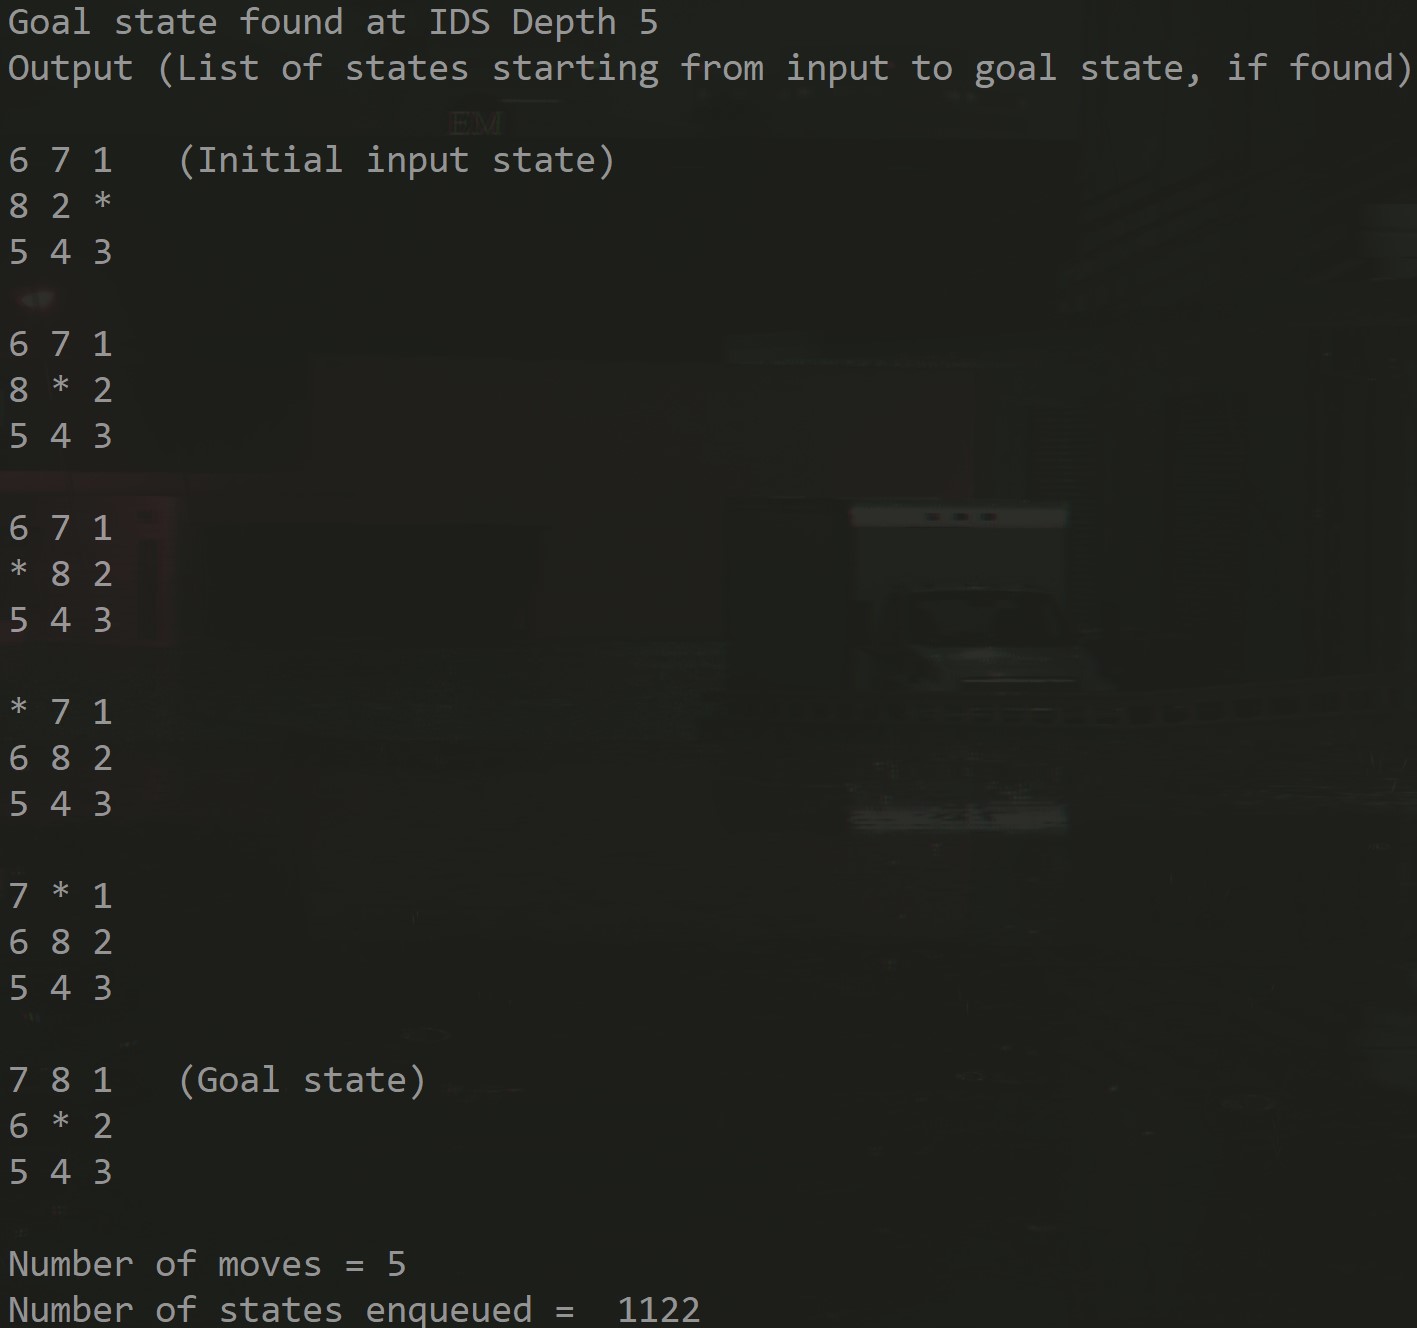 Goal state found at IDS Depth 5
Output (List of states starting from input to goal state, if found)
EM
6 7 1   (Initial input state)
8 2 *
5 4 3

6 7 1
8 * 2
5 4 3

6 7 1
* 8 2
5 4 3

* 7 1
6 8 2
5 4 3

7 * 1
6 8 2
5 4 3

7 8 1   (Goal state)
6 * 2
5 4 3

Number of moves = 5
Number of states enqueued =  1122